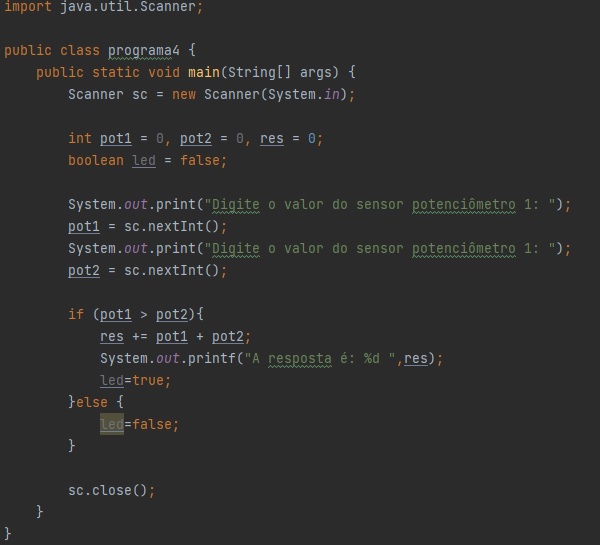 import java.util.Scanner;
public class programa4 {
public static void main(String[] args) {
Scanner sc = new Scanner(System.in);
int pot1 = 0, pot2 = 0, res = 0;
boolean led = false;
System.out.print("Digite o valor do sensor potenciômetro 1: ");
pot1 = sc.nextInt();
System.out.print("Digite o valor do sensor potenciômetro 1: ");
pot2 = sc.nextInt();
if (pot1 > pot2){
res += pot1 + pot2;
System.out.printf("A resposta é: %d ",res);
led=true;
}else {
led=false;
}
sc.close();
}
}